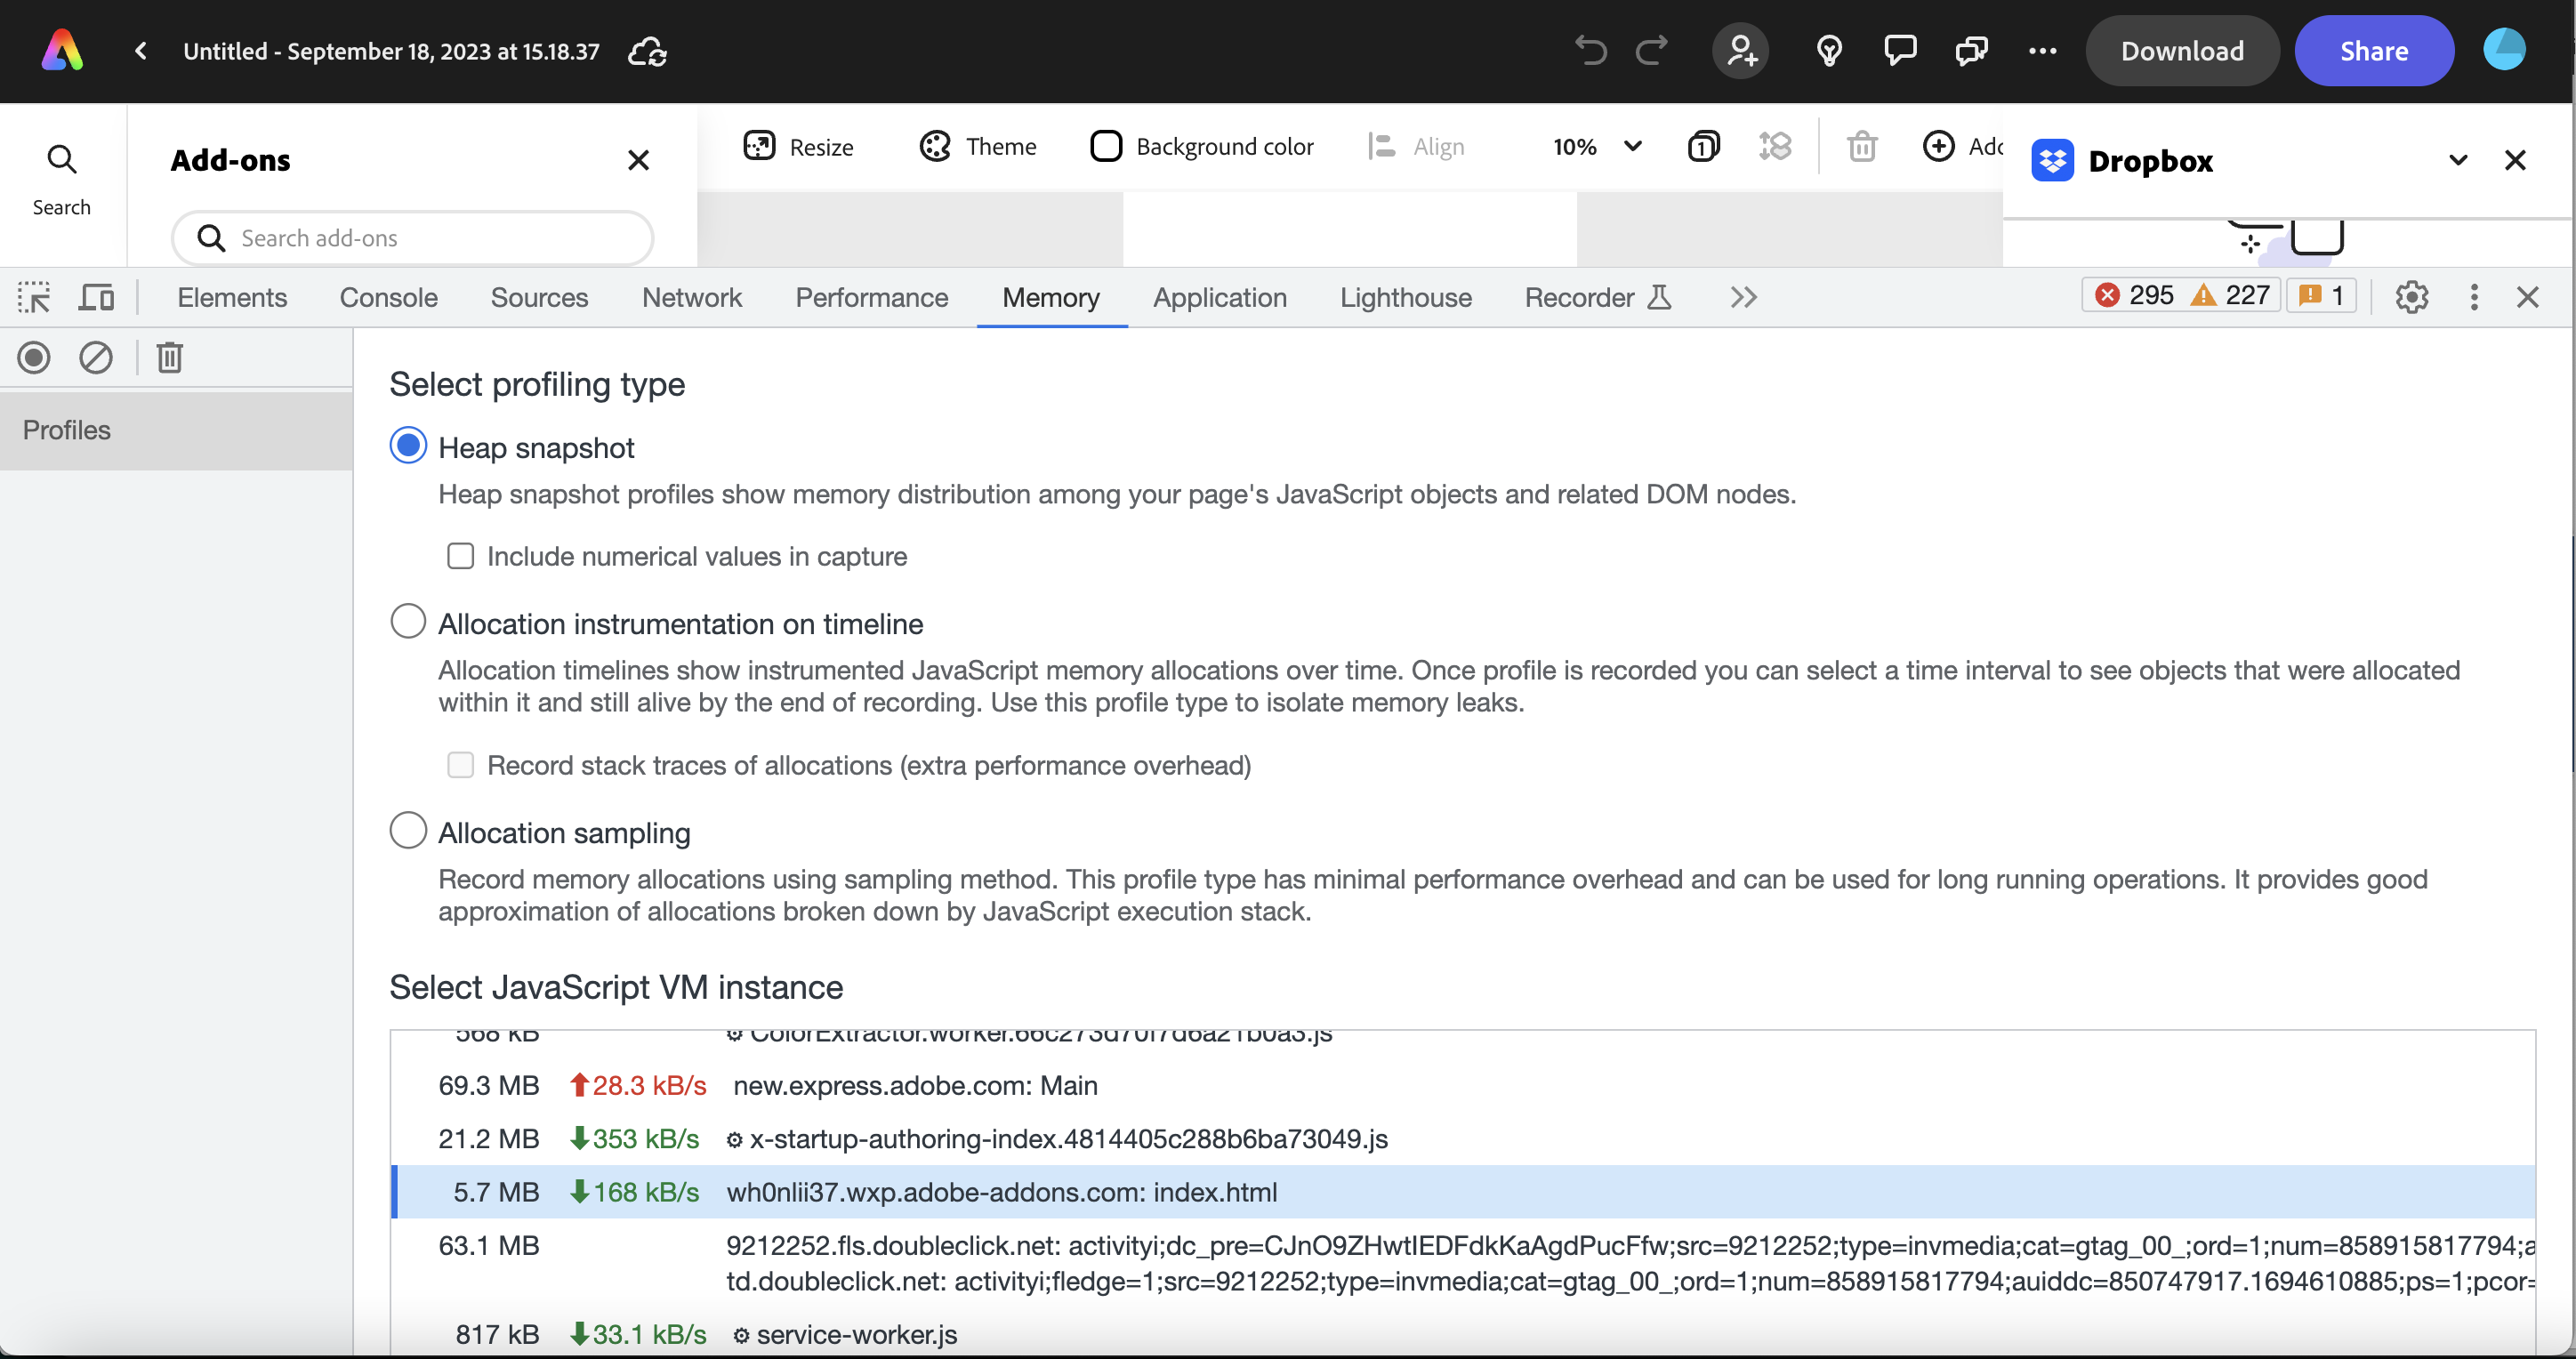 Untitled - September 18, 2023 at 15.18.37
Download
Share
Search
Add-ons
Search add-ons
Resize
Theme
Background color
Align
10%
1
Add
Dropbox
Elements
Console
Sources
Network
Performance
Memory
Application
Lighthouse
Recorder
295
227
1
Profiles
Select profiling type
Heap snapshot
Heap snapshot profiles show memory distribution among your page's JavaScript objects and related DOM nodes.
Include numerical values in capture
Allocation instrumentation on timeline
Allocation timelines show instrumented JavaScript memory allocations over time. Once profile is recorded you can select a time interval to see objects that were allocated
within it and still alive by the end of recording. Use this profile type to isolate memory leaks.
Record stack traces of allocations (extra performance overhead)
Allocation sampling
Record memory allocations using sampling method. This profile type has minimal performance overhead and can be used for long running operations. It provides good
approximation of allocations broken down by JavaScript execution stack.
Select JavaScript VM instance
568 kB ColorExtractor.worker.66c273d70f7d6a21b0a3.js
69.3 MB 28.3 kB/s new.express.adobe.com: Main
21.2 MB 353 kB/s x-startup-authoring-index.4814405c288b6ba73049.js
5.7 MB 168 kB/s wh0nlii37.wxp.adobe-addons.com: index.html
63.1 MB 9212252.fls.doubleclick.net: activityi;dc_pre=CJnO9ZHwtIEDFdkKaAgdPucFfw;src=9212252;type=invmedia;cat=gtag_00_;ord=1;num=858915817794;a
td.doubleclick.net: activityi;fledge=1;src=9212252;type=invmedia;cat=gtag_00_;ord=1;num=858915817794;auiddc=850747917.1694610885;ps=1;pcor=
817 kB 33.1 kB/s service-worker.js